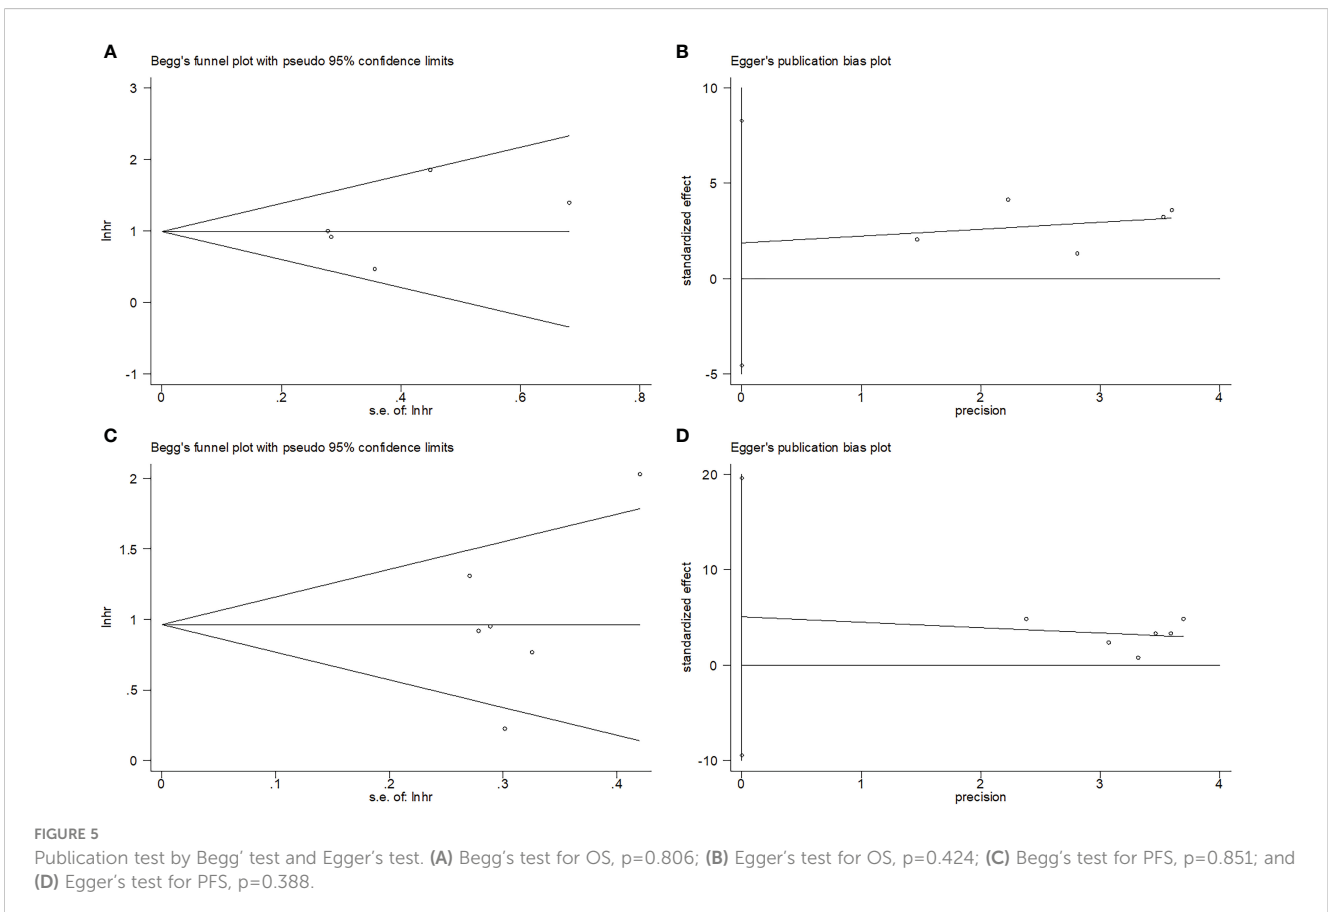 A
Begg's funnel plot with pseudo 95% confidence limits
3
2
1
0
-1
lnhr
0
.2
.4
.6
.8
s.e. of: lnhr
B
Egger's publication bias plot
10
5
0
-5
standardized effect
0
1
2
3
4
precision
C
Begg's funnel plot with pseudo 95% confidence limits
2
1.5
1
.5
0
lnhr
0
.1
.2
.3
.4
s.e. of: lnhr
D
Egger's publication bias plot
20
10
0
-10
standardized effect
0
1
2
3
4
precision
FIGURE 5
Publication test by Begg' test and Egger's test. (A) Begg's test for OS, p=0.806; (B) Egger's test for OS, p=0.424; (C) Begg's test for PFS, p=0.851; and
(D) Egger's test for PFS, p=0.388.